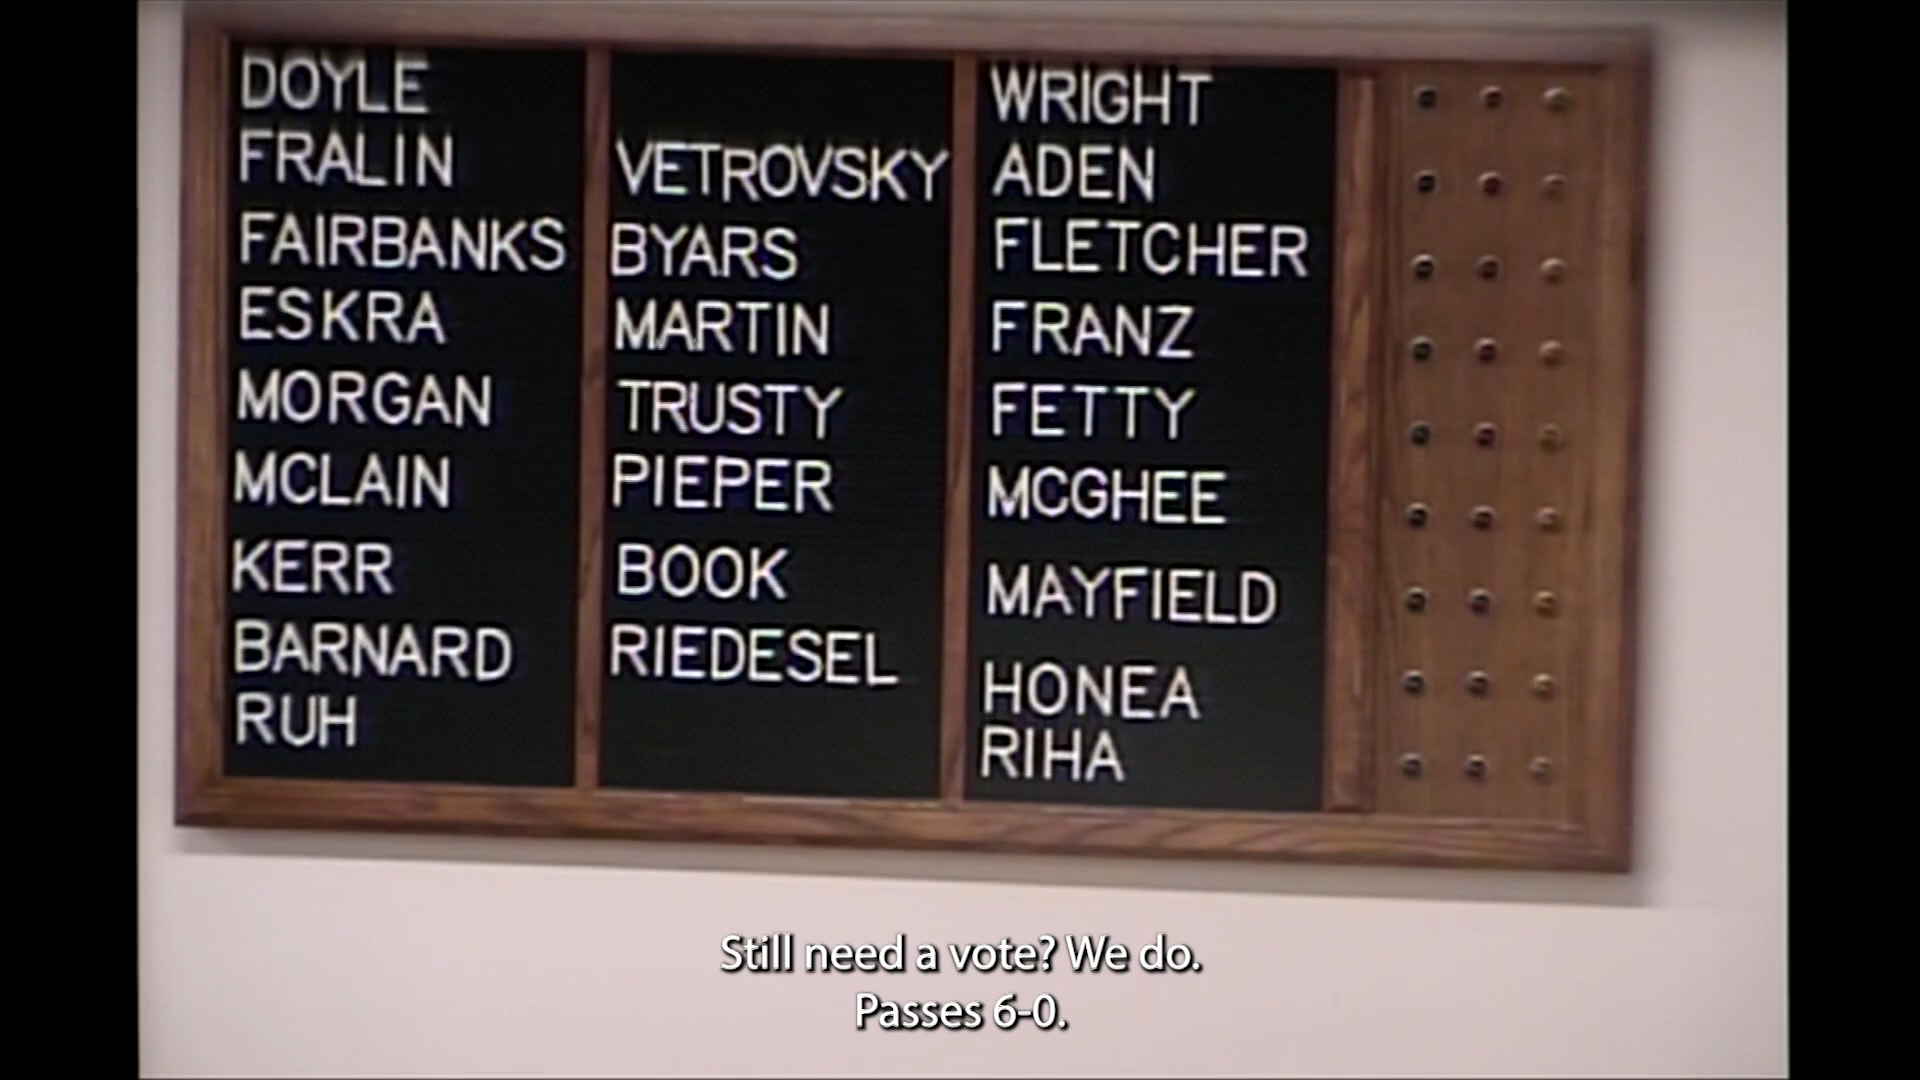 DOYLE
FRALIN
FAIRBANKS
ESKRA
MORGAN
MCLAIN
KERR
BARNARD
RUH
VETROVSKY
BYARS
MARTIN
TRUSTY
PIEPER
BOOK
RIEDESEL
WRIGHT
ADEN
FLETCHER
FRANZ
FETTY
MCGHEE
MAYFIELD
HONEA
RIHA
Still need a vote? We do.
Passes 6-0.